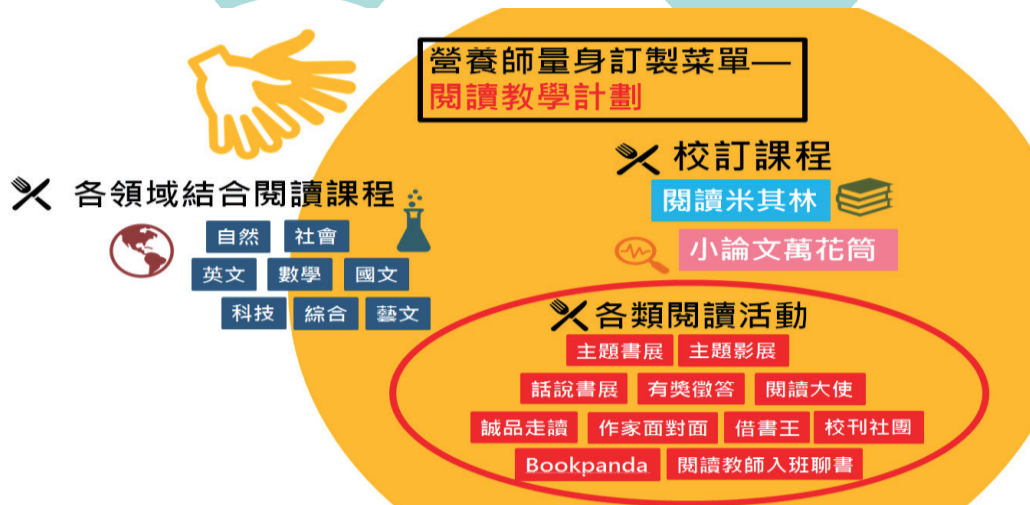 營養師量身訂製菜單—
閱讀教學計劃
各領域結合閱讀課程
自然 社會
英文 數學 國文
科技 綜合 藝文
校訂課程
閱讀米其林
小論文萬花筒
各類閱讀活動
主題書展 主題影展
話說書展 有獎徵答 閱讀大使
誠品走讀 作家面對面 借書王 校刊社團
Bookpanda 閱讀教師入班聊書